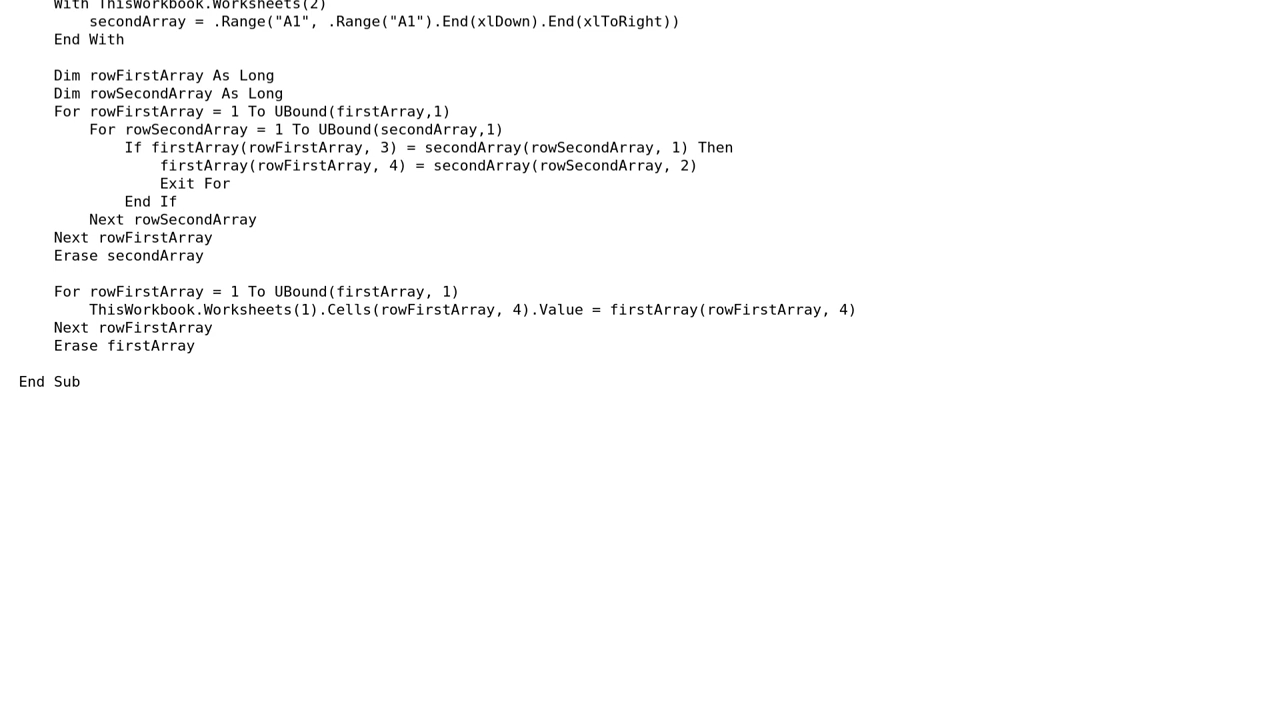 With ThisWorkbook.Worksheets(2)
secondArray = .Range("A1", .Range("A1").End(xlDown).End(xlToRight))
End With
Dim rowFirstArray As Long
Dim rowSecondArray As Long
For rowFirstArray = 1 To UBound(firstArray,1)
For rowSecondArray = 1 To UBound(secondArray,1)
If firstArray(rowFirstArray, 3) = secondArray(rowSecondArray, 1) Then
firstArray(rowFirstArray, 4) = secondArray(rowSecondArray, 2)
Exit For
End If
Next rowSecondArray
Next rowFirstArray
Erase secondArray
For rowFirstArray = 1 To UBound(firstArray, 1)
ThisWorkbook.Worksheets(1).Cells(rowFirstArray, 4).Value = firstArray(rowFirstArray, 4)
Next rowFirstArray
Erase firstArray
End Sub